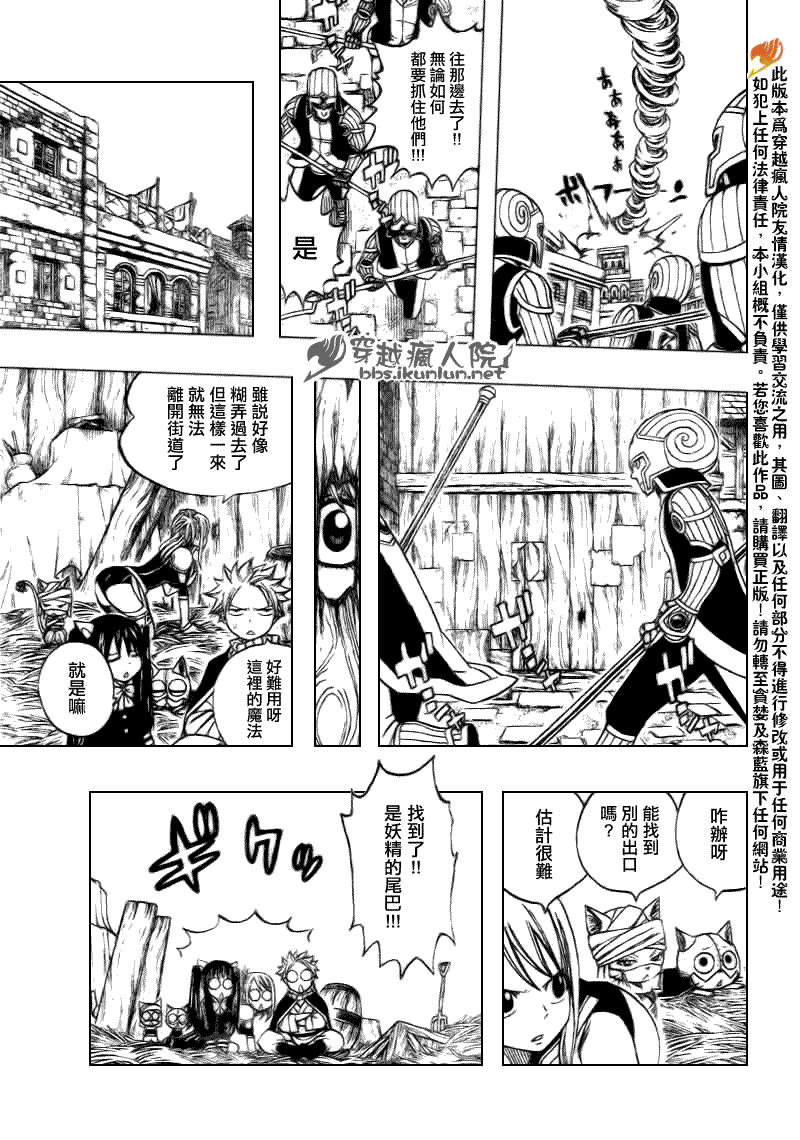 ぁぁぁぁぁ
ボフー
往那邊去了!!
無論如何
都要抓住他們!!!
是
穿越瘋人院
bbs.ikunlun.net
雖説好像
糊弄過去了
但這樣一來
就無法
離開街道了
好難用呀
這裡的魔法
就是嘛
咋辦呀
能找到
別的出口
嗎？
估計很難
找到了!!
是妖精的尾巴!!!
ギクッ
此版本爲穿越瘋人院友情漢化，僅供學習交流之用，其圖、翻譯以及任何部分不得進行修改或用于任何商業用途！
如犯上任何法律責任，本小組概不負責。若您喜歡此作品，請購買正版！請勿轉至貪婪及森藍旗下任何網站！